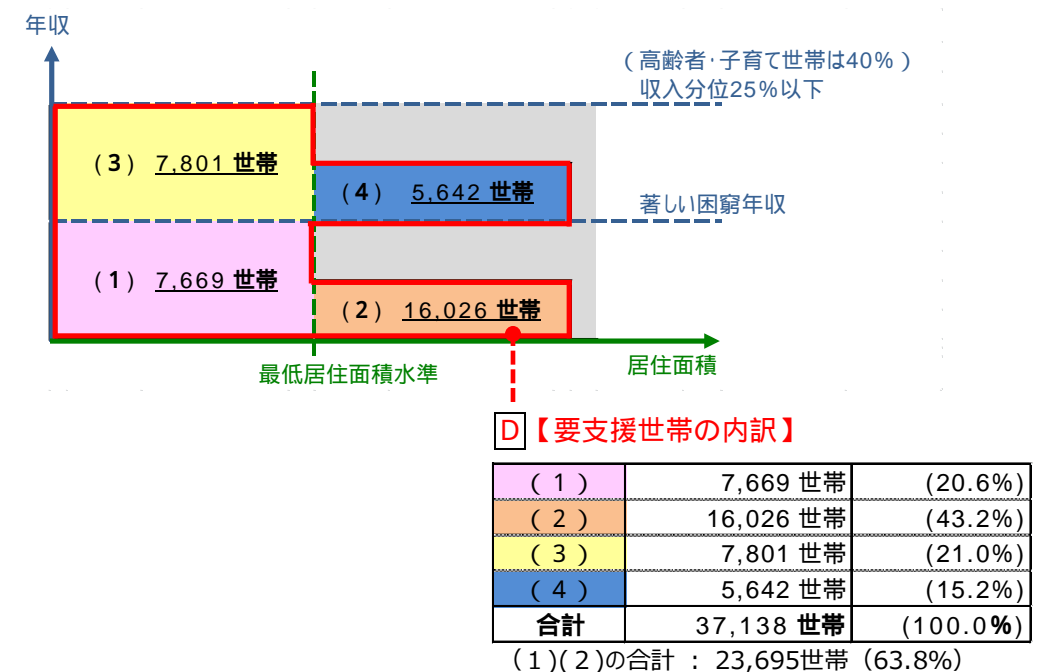 年収
(高齢者・子育て世帯は40%)
収入分位25%以下
(3) 7,801 世帯
(4) 5,642 世帯
著しい困窮年収
(1) 7,669 世帯
(2) 16,026 世帯
最低居住面積水準
居住面積
D【要支援世帯の内訳】
(1) 7,669 世帯 (20.6%)
(2) 16,026 世帯 (43.2%)
(3) 7,801 世帯 (21.0%)
(4) 5,642 世帯 (15.2%)
合計 37,138 世帯 (100.0%)
(1)(2)の合計 : 23,695世帯(63.8%)